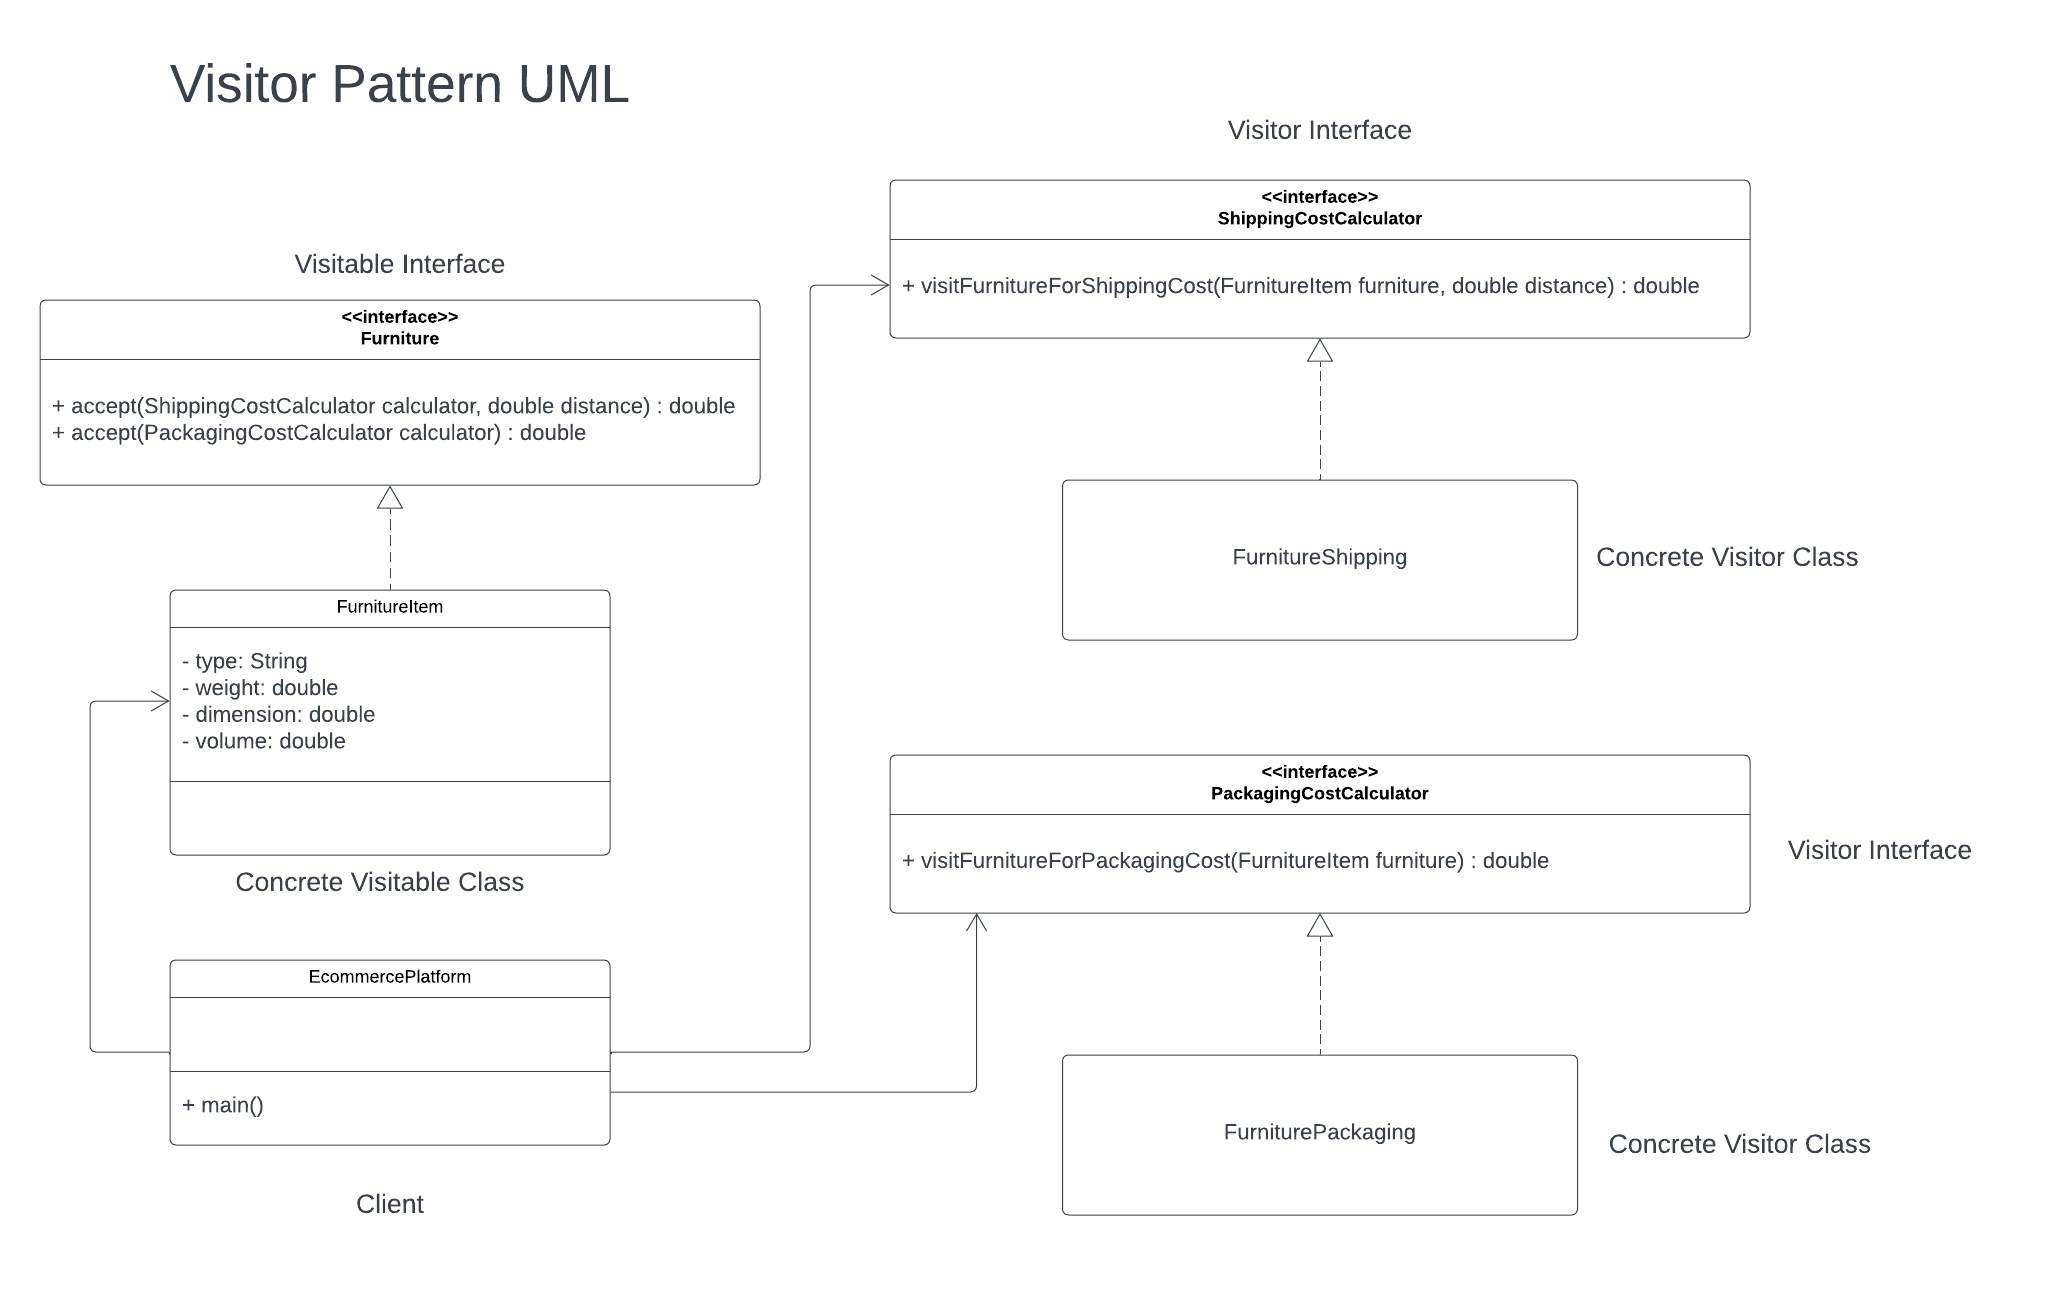 Visitor Pattern UML
Visitor Interface
<<interface>>
ShippingCostCalculator
+ visitFurnitureForShippingCost(FurnitureItem furniture, double distance) : double
Visitable Interface
<<interface>>
Furniture
+ accept(ShippingCostCalculator calculator, double distance) : double
+ accept(PackagingCostCalculator calculator) : double
FurnitureShipping
Concrete Visitor Class
FurnitureItem
- type: String
- weight: double
- dimension: double
- volume: double
Concrete Visitable Class
<<interface>>
PackagingCostCalculator
+ visitFurnitureForPackagingCost(FurnitureItem furniture) : double
Visitor Interface
EcommercePlatform
+ main()
Client
FurniturePackaging
Concrete Visitor Class